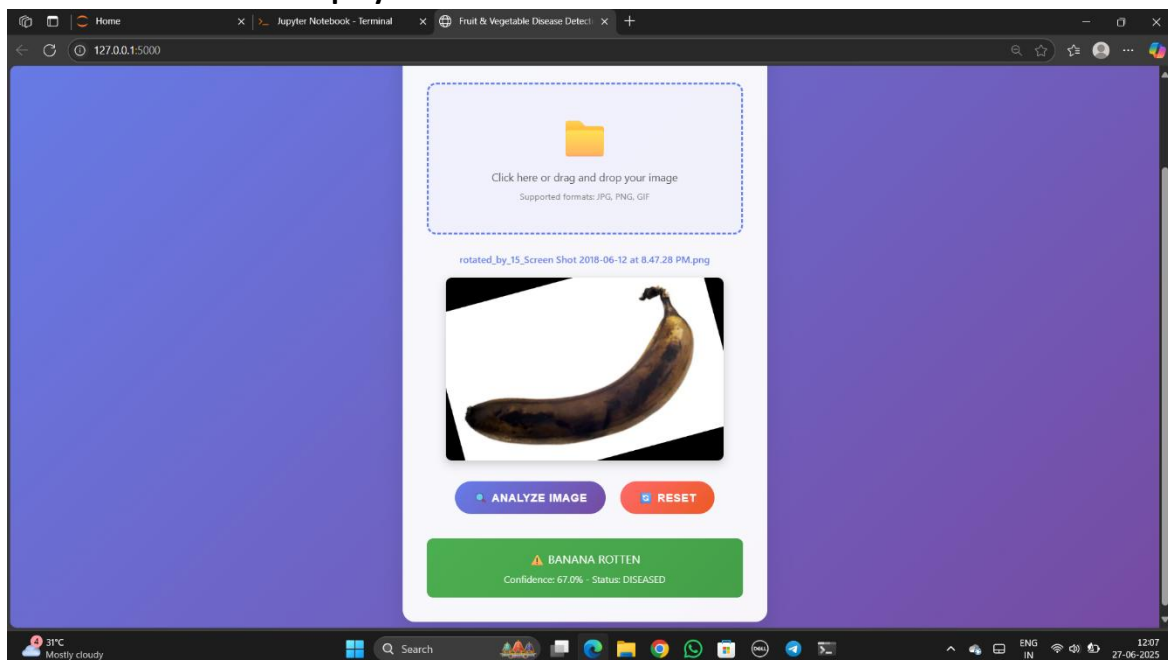 Home
Jupyter Notebook - Terminal
Fruit & Vegetable Disease Detecti
127.0.0.1:5000
Click here or drag and drop your image
Supported formats: JPG, PNG, GIF
rotated_by_15_Screen Shot 2018-06-12 at 8.47.28 PM.png
ANALYZE IMAGE
RESET
BANANA ROTTEN
Confidence: 67.0% - Status: DISEASED
4
31°C
Mostly cloudy
Search
DELL
ENG
IN
12:07
27-06-2025